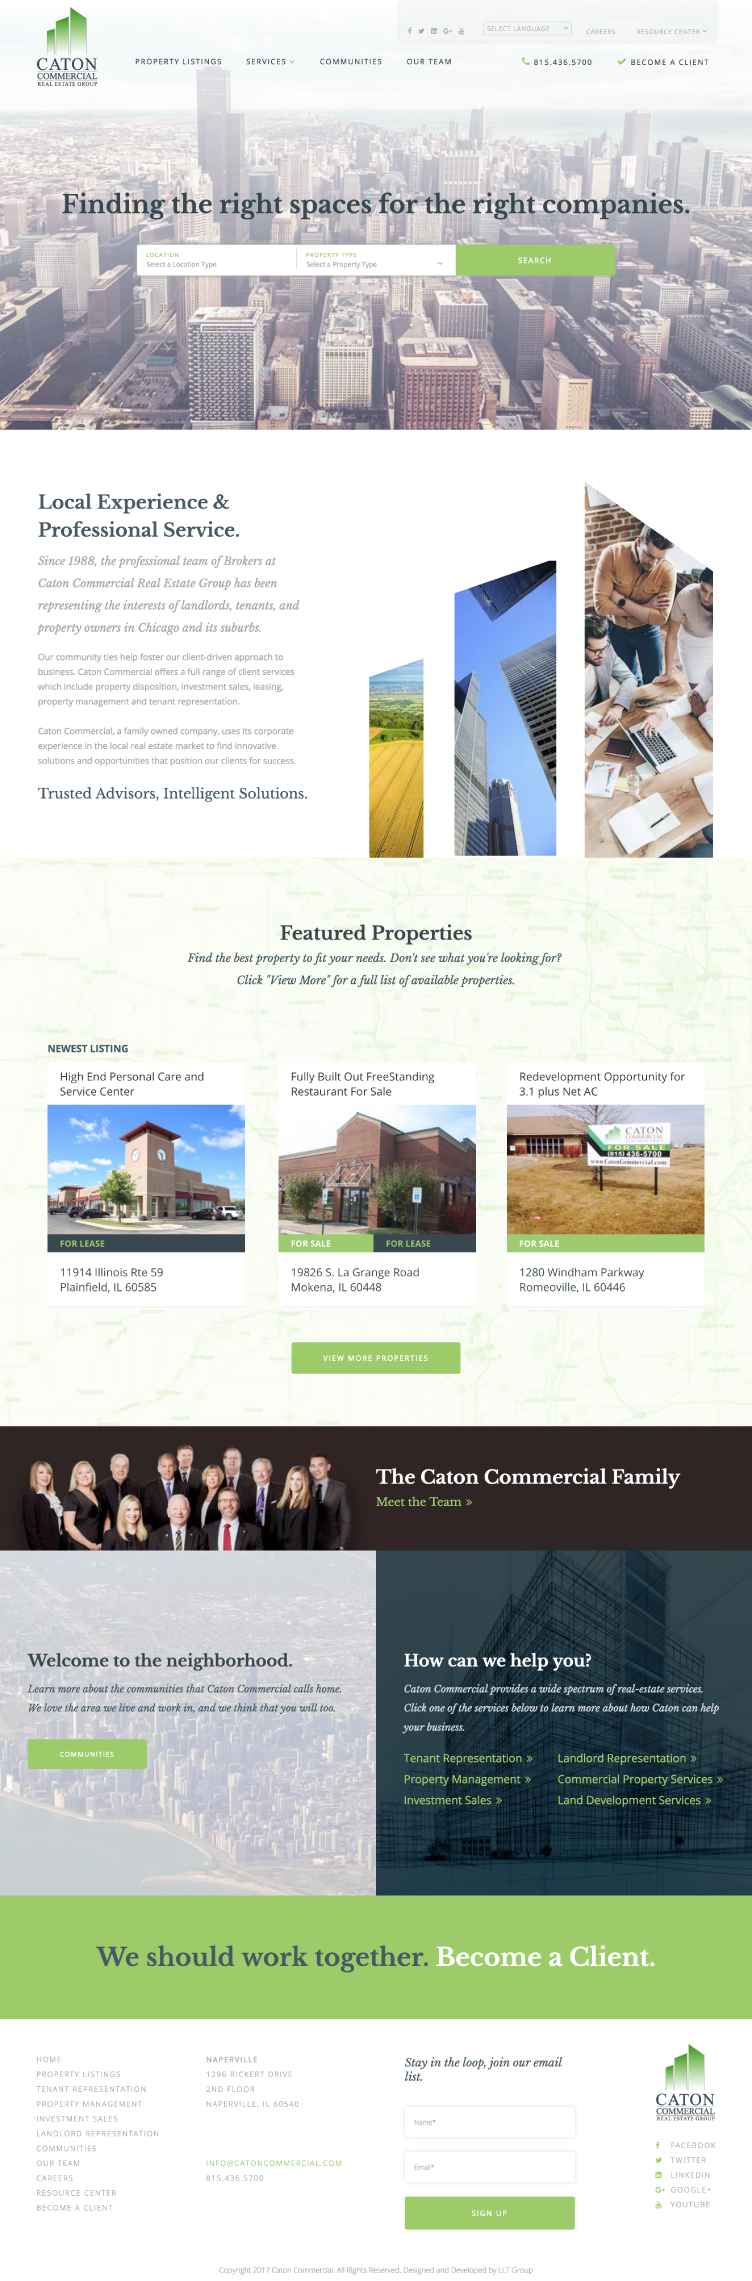 SELECT LANGUAGE
CAREERS
RESOURCE CENTER
CATON
COMMERCIAL
REAL ESTATE GROUP
PROPERTY LISTINGS
SERVICES
COMMUNITIES
OUR TEAM
815.436.5700
BECOME A CLIENT
Finding the right spaces for the right companies.
LOCATION
Select a Location Type
PROPERTY TYPE
Select a Property Type
SEARCH
Local Experience &
Professional Service.
Since 1988, the professional team of Brokers at
Caton Commercial Real Estate Group has been
representing the interests of landlords, tenants, and
property owners in Chicago and its suburbs.
Our community ties help foster our client-driven approach to
business. Caton Commercial offers a full range of client services
which include property disposition, investment sales, leasing,
property management and tenant representation.
Caton Commercial, a family owned company, uses its corporate
experience in the local real estate market to find innovative
solutions and opportunities that position our clients for success.
Trusted Advisors, Intelligent Solutions.
Featured Properties
Find the best property to fit your needs. Don't see what you're looking for?
Click "View More" for a full list of available properties.
NEWEST LISTING
High End Personal Care and
Service Center
FOR LEASE
11914 Illinois Rte 59
Plainfield, IL 60585
Fully Built Out FreeStanding
Restaurant For Sale
FOR SALE
FOR LEASE
19826 S. La Grange Road
Mokena, IL 60448
Redevelopment Opportunity for
3.1 plus Net AC
CATON
COMMERCIAL
FOR SALE
(815) 436-5700
www.CatonCommercial.com
FOR SALE
1280 Windham Parkway
Romeoville, IL 60446
VIEW MORE PROPERTIES
The Caton Commercial Family
Meet the Team »
Welcome to the neighborhood.
Learn more about the communities that Caton Commercial calls home.
We love the area we live and work in, and we think that you will too.
COMMUNITIES
How can we help you?
Caton Commercial provides a wide spectrum of real-estate services.
Click one of the services below to learn more about how Caton can help
your business.
Tenant Representation »
Landlord Representation »
Property Management »
Commercial Property Services »
Investment Sales »
Land Development Services »
We should work together. Become a Client.
HOME
PROPERTY LISTINGS
TENANT REPRESENTATION
PROPERTY MANAGEMENT
INVESTMENT SALES
LANDLORD REPRESENTATION
COMMUNITIES
OUR TEAM
CAREERS
RESOURCE CENTER
BECOME A CLIENT
NAPERVILLE
1296 RICKERT DRIVE
2ND FLOOR
NAPERVILLE, IL 60540
INFO@CATONCOMMERCIAL.COM
815.436.5700
Stay in the loop, join our email
list.
Name*
Email*
SIGN UP
CATON
COMMERCIAL
REAL ESTATE GROUP
FACEBOOK
TWITTER
LINKEDIN
GOOGLE+
YOUTUBE
Copyright 2017 Caton Commercial. All Rights Reserved. Designed and Developed by LLT Group